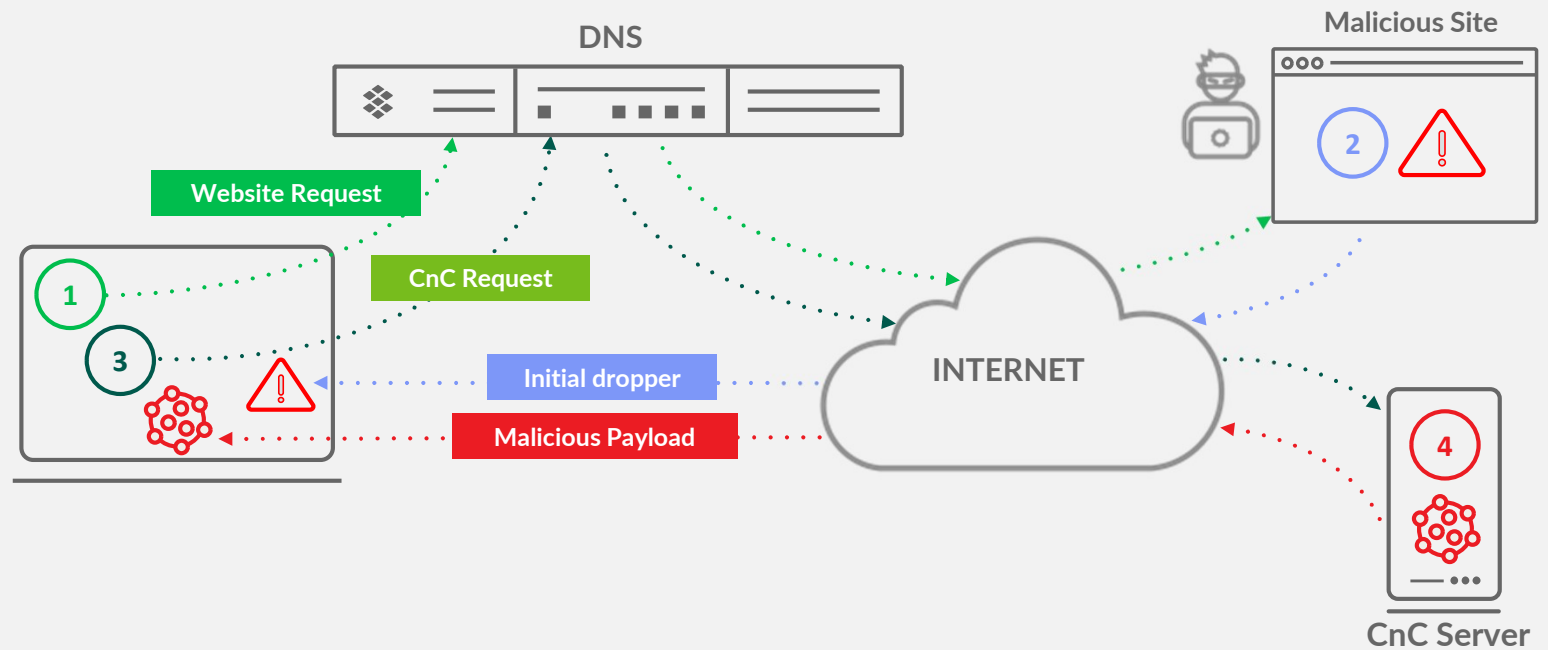 DNS
Malicious Site
2
Website Request
CnC Request
1
3
INTERNET
Initial dropper
Malicious Payload
4
CnC Server